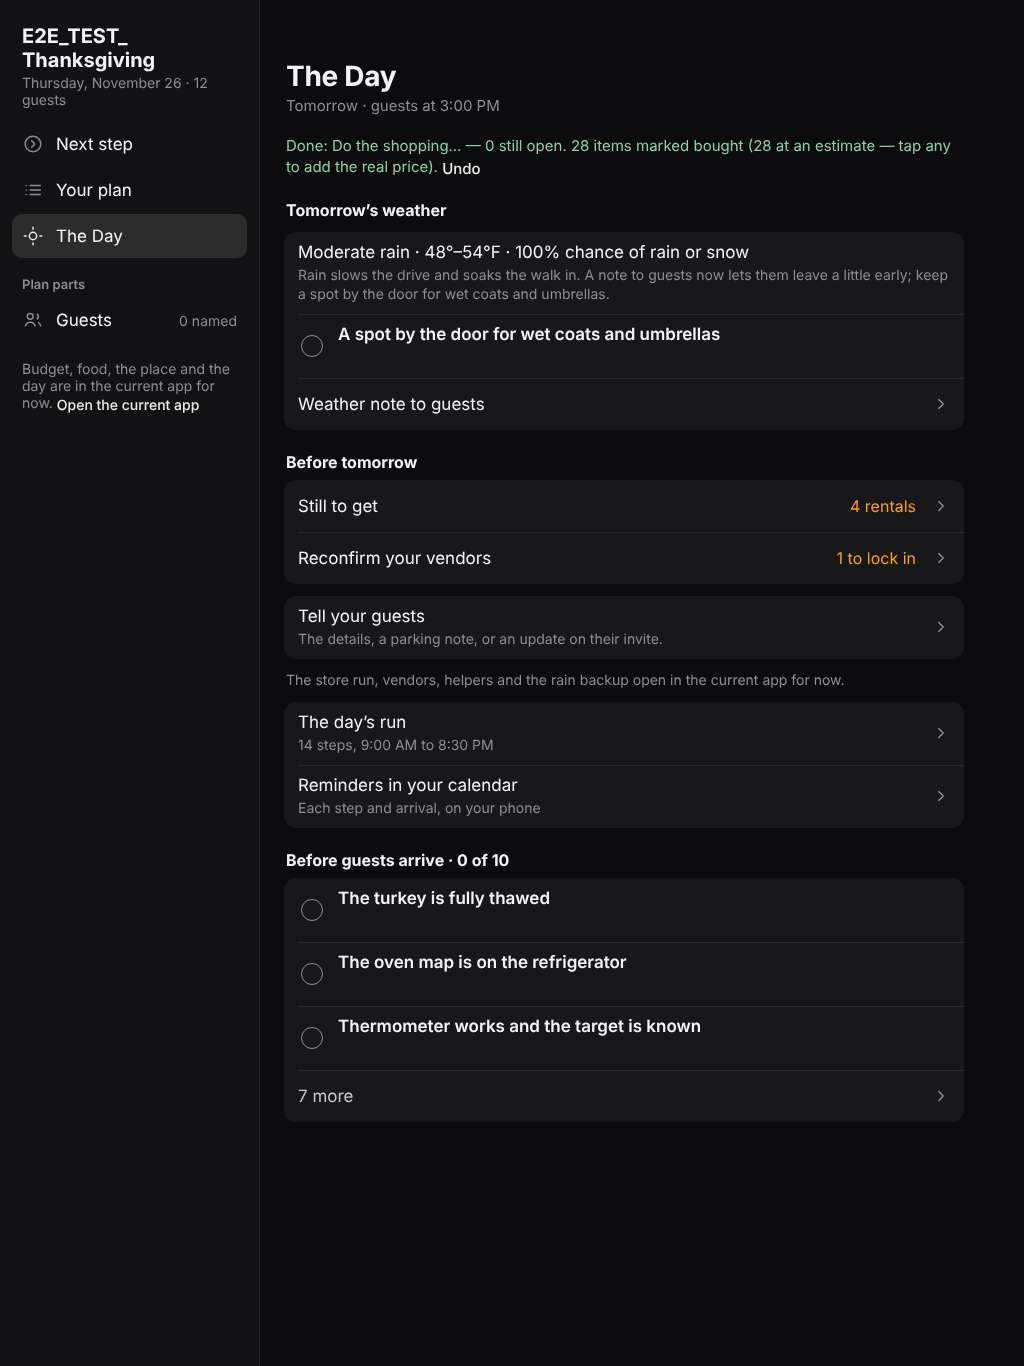 E2E_TEST_
Thanksgiving
Thursday, November 26 · 12
guests
Next step
Your plan
The Day
Plan parts
Guests 0 named
Budget, food, the place and the
day are in the current app for
now. Open the current app
The Day
Tomorrow · guests at 3:00 PM
Done: Do the shopping... — 0 still open. 28 items marked bought (28 at an estimate — tap any
to add the real price). Undo
Tomorrow’s weather
Moderate rain · 48°–54°F · 100% chance of rain or snow
Rain slows the drive and soaks the walk in. A note to guests now lets them leave a little early; keep
a spot by the door for wet coats and umbrellas.
A spot by the door for wet coats and umbrellas
Weather note to guests
Before tomorrow
Still to get 4 rentals
Reconfirm your vendors 1 to lock in
Tell your guests
The details, a parking note, or an update on their invite.
The store run, vendors, helpers and the rain backup open in the current app for now.
The day’s run
14 steps, 9:00 AM to 8:30 PM
Reminders in your calendar
Each step and arrival, on your phone
Before guests arrive · 0 of 10
The turkey is fully thawed
The oven map is on the refrigerator
Thermometer works and the target is known
7 more